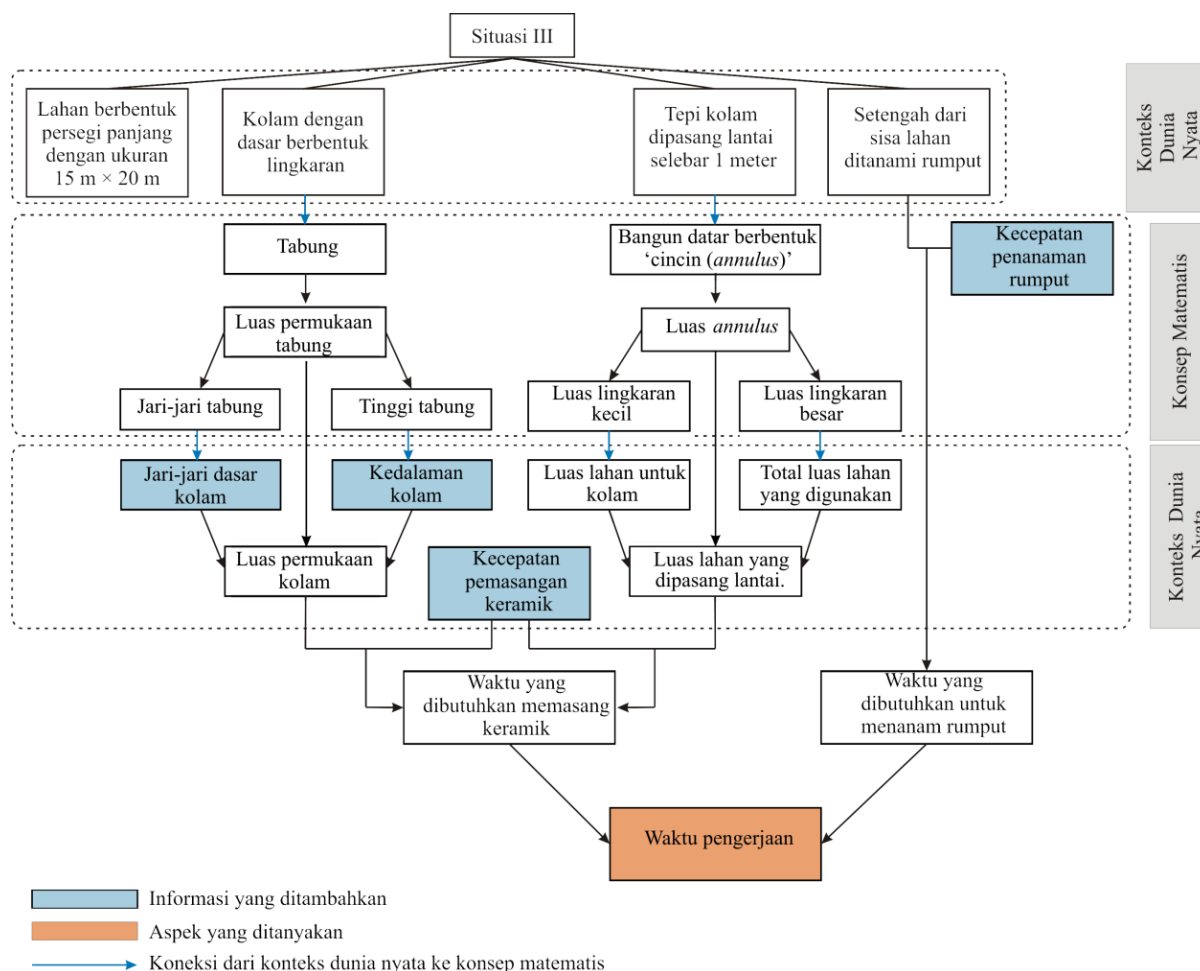 Situasi III
Lahan berbentuk
persegi panjang
dengan ukuran
15 m × 20 m
Kolam dengan
dasar berbentuk
lingkaran
Tepi kolam
dipasang lantai
selebar 1 meter
Setengah dari
sisa lahan
ditanami rumput
Konteks
Dunia
Nyata
Tabung
Bangun datar berbentuk
‘cincin (annulus)’
Kecepatan
penanaman
rumput
Luas permukaan
tabung
Luas annulus
Konsep Matematis
Jari-jari tabung
Tinggi tabung
Luas lingkaran
kecil
Luas lingkaran
besar
Jari-jari dasar
kolam
Kedalaman
kolam
Luas lahan untuk
kolam
Total luas lahan
yang digunakan
Konteks Dunia
Nyata
Luas permukaan
kolam
Kecepatan
pemasangan
keramik
Luas lahan yang
dipasang lantai.
Waktu yang
dibutuhkan memasang
keramik
Waktu yang
dibutuhkan untuk
menanam rumput
Waktu pengerjaan
Informasi yang ditambahkan
Aspek yang ditanyakan
Koneksi dari konteks dunia nyata ke konsep matematis